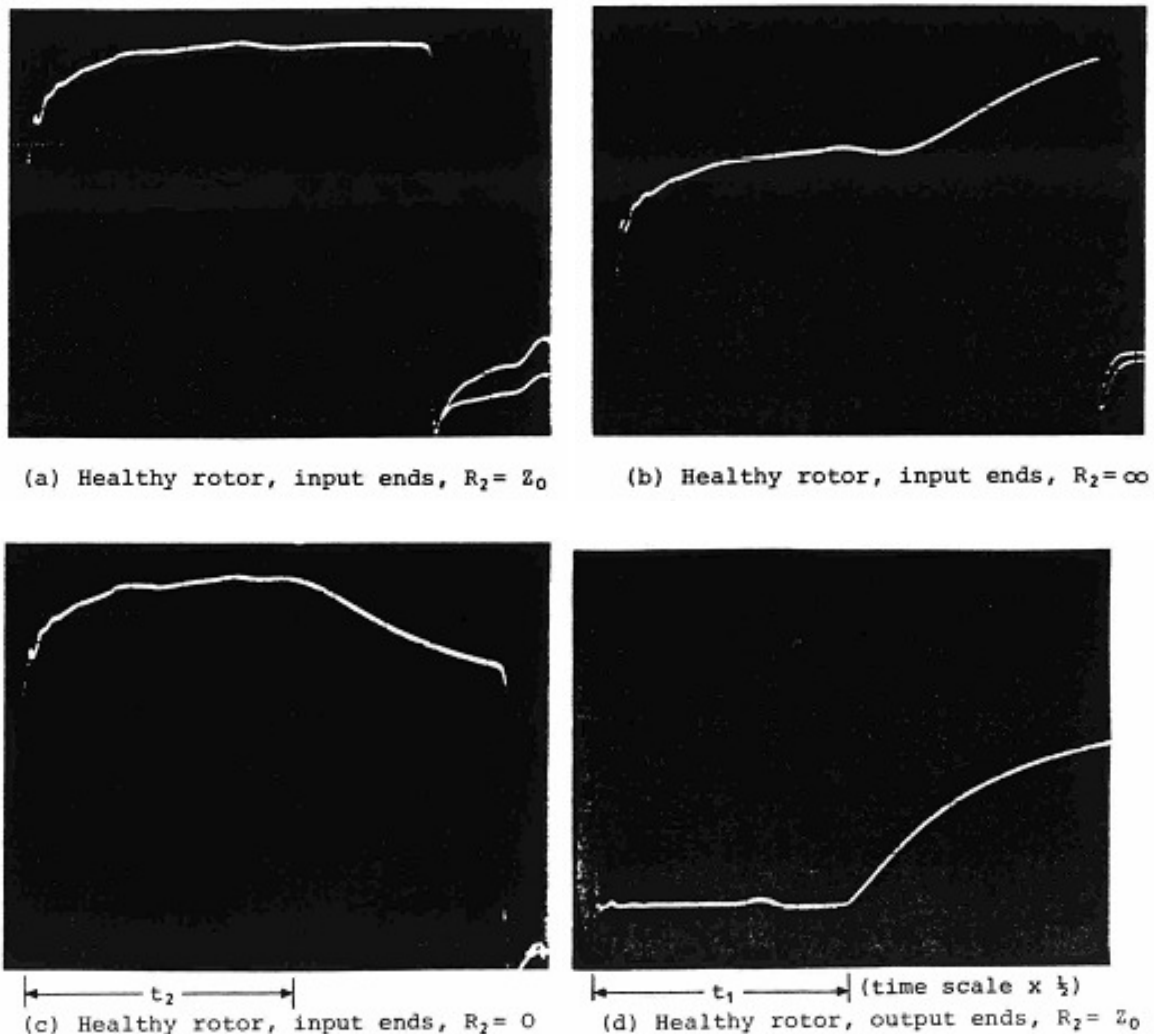 (a) Healthy rotor, input ends, R₂= Z₀
(b) Healthy rotor, input ends, R₂=∞
t₂
(c) Healthy rotor, input ends, R₂= 0
t₁ (time scale x ½)
(d) Healthy rotor, output ends, R₂= Z₀